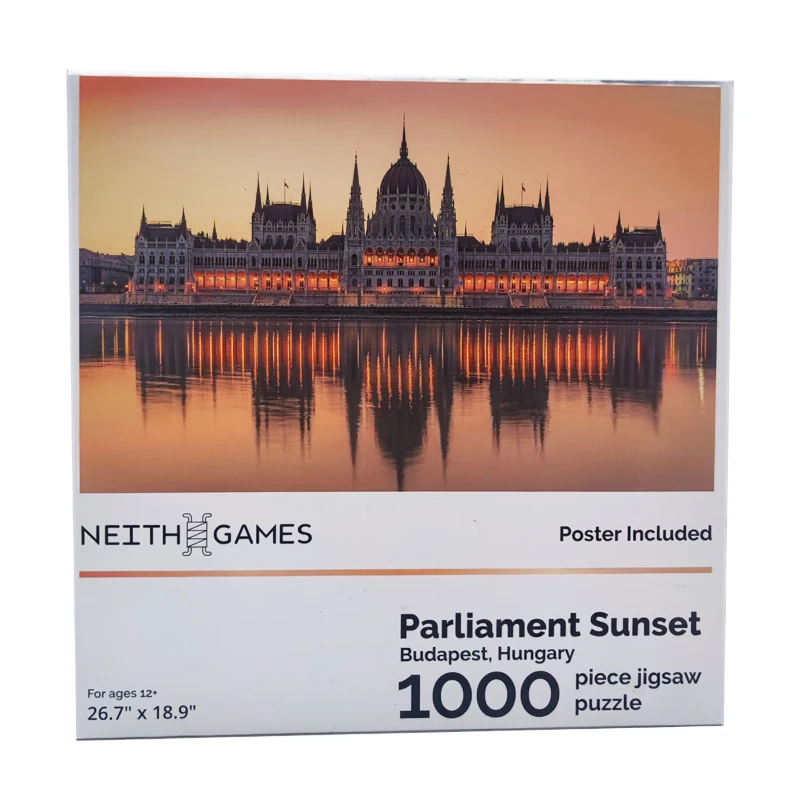 NEITH GAMES
Poster Included
Parliament Sunset
Budapest, Hungary
1000 piece jigsaw
puzzle
For ages 12+
26.7" x 18.9"